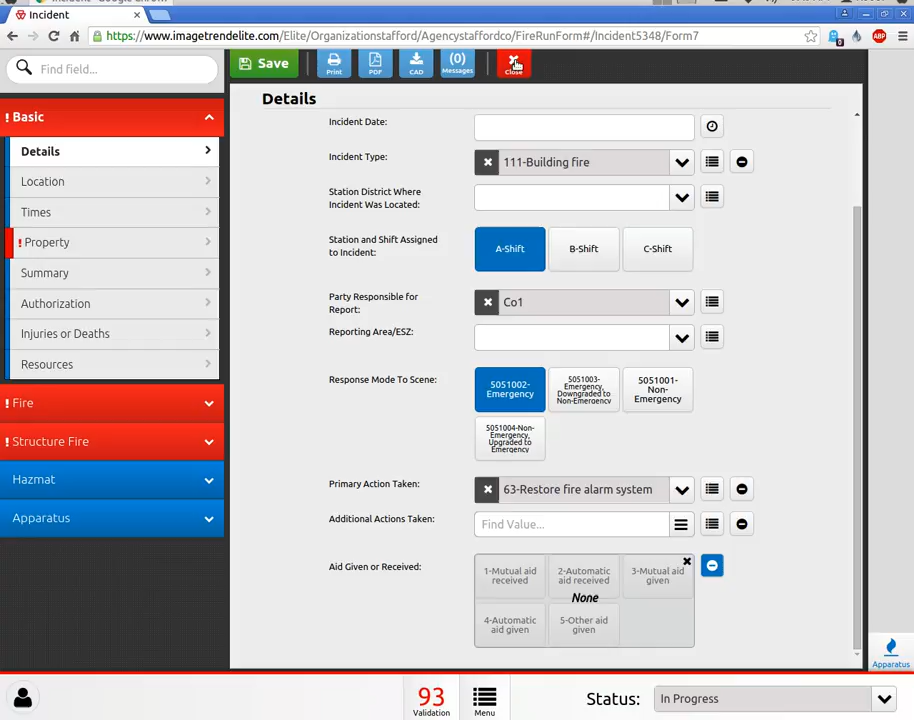 Incident - Google Chrome
Incident
https://www.imagetrendelite.com/Elite/Organizationstafford/Agencystaffordco/FireRunForm#/Incident5348/Form7
0
ABP
Find field...
Save
Print
PDF
CAD
(0)
Messages
Close
! Basic
Details
Location
Times
! Property
Summary
Authorization
Injuries or Deaths
Resources
! Fire
! Structure Fire
Hazmat
Apparatus
Details
Incident Date:
Incident Type:
111-Building fire
Station District Where
Incident Was Located:
Station and Shift Assigned
to Incident:
A-Shift
B-Shift
C-Shift
Party Responsible for
Report:
Co1
Reporting Area/ESZ:
Response Mode To Scene:
5051002-
Emergency
5051003-
Emergency,
Downgraded to
Non-Emergency
5051001-
Non-
Emergency
5051004-Non-
Emergency,
Upgraded to
Emergency
Primary Action Taken:
63-Restore fire alarm system
Additional Actions Taken:
Find Value...
Aid Given or Received:
1-Mutual aid
received
2-Automatic
aid received
3-Mutual aid
given
None
4-Automatic
aid given
5-Other aid
given
Apparatus
93
Validation
Menu
Status:
In Progress